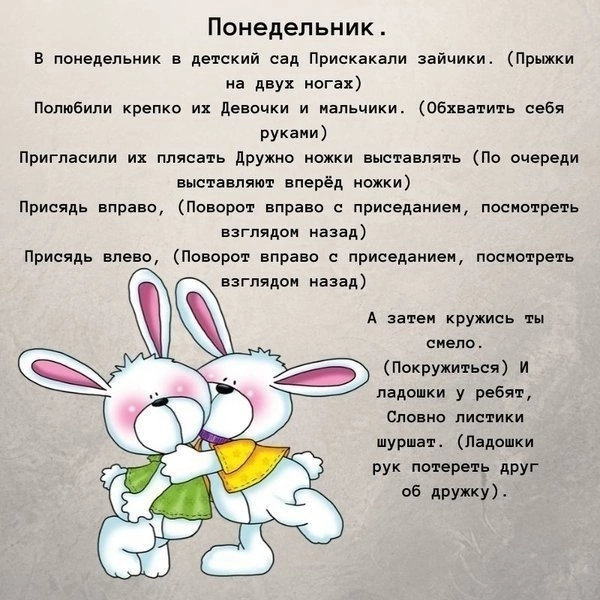 Понедельник.
В понедельник в детский сад Прискакали зайчики. (Прыжки
на двух ногах)
Полюбили крепко их Девочки и мальчики. (Обхватить себя
руками)
Пригласили их плясать Дружно ножки выставлять (По очереди
выставляют вперёд ножки)
Присядь вправо, (Поворот вправо с приседанием, посмотреть
взглядом назад)
Присядь влево, (Поворот вправо с приседанием, посмотреть
взглядом назад)
А затем кружись ты
смело.
(Покружиться) И
ладошки у ребят,
Словно листики
шуршат. (Ладошки
рук потереть друг
об дружку).